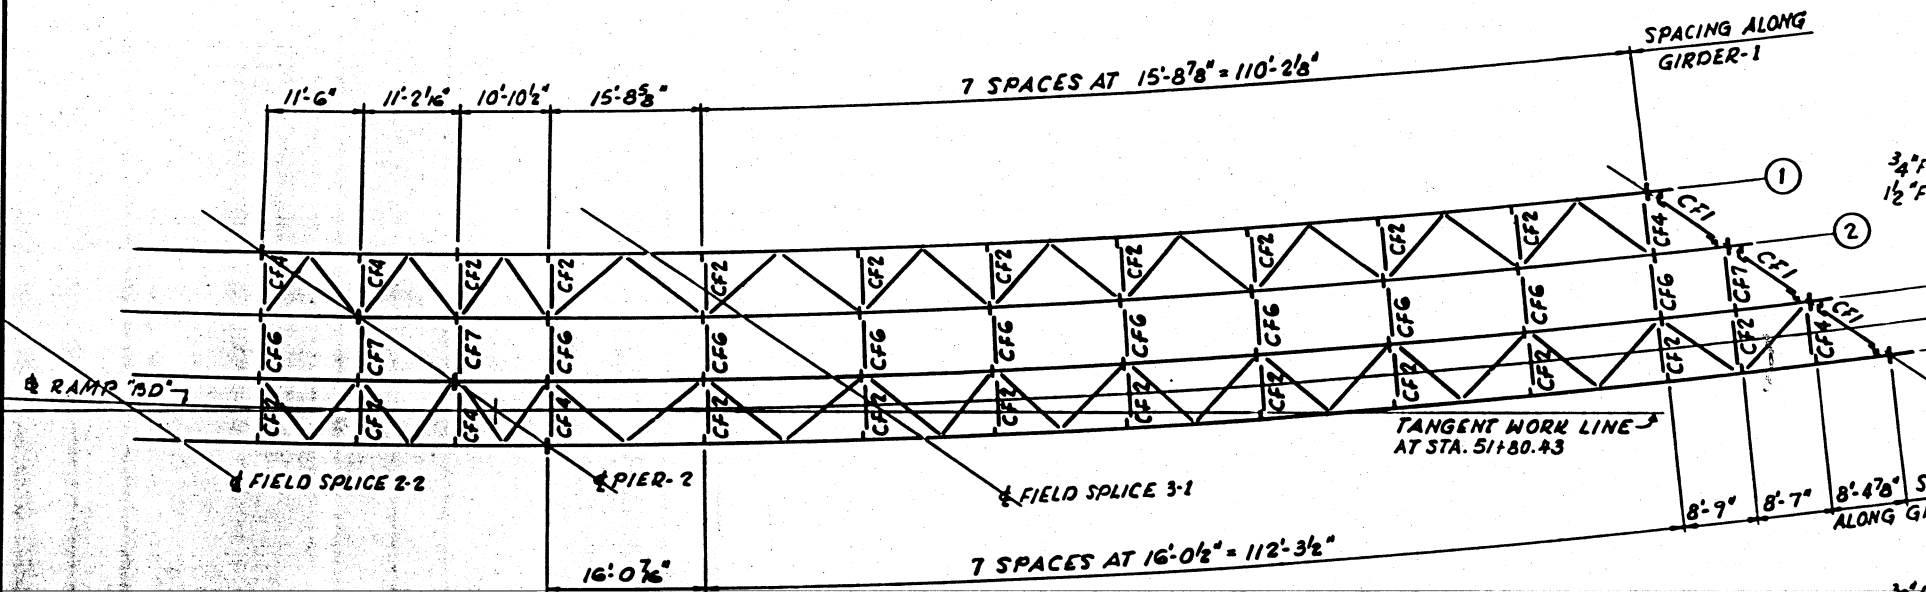 SPACING ALONG
GIRDER-1
7 SPACES AT 15'-8 7/8" = 110'-2 1/8"
11'-6" 11'-2 1/16" 10'-10 1/2" 15'-8 5/8"
3/4"
1 1/2"
1
2
CF1
CF1
CF1
CF4 CF4 CF2 CF2 CF2 CF2 CF2 CF2 CF2 CF2 CF2 CF4
CF6 CF7 CF7 CF6 CF6 CF6 CF6 CF6 CF6 CF6 CF6 CF6 CF7
CF2 CF2 CF4 CF4 CF2 CF2 CF2 CF2 CF2 CF2 CF2 CF2 CF2 CF4
℄ RAMP "BD"
TANGENT WORK LINE
AT STA. 51+80.43
℄ FIELD SPLICE 2-2
℄ PIER-2
℄ FIELD SPLICE 3-1
8'-9" 8'-7" 8'-4 7/8"
ALONG
7 SPACES AT 16'-0 1/2" = 112'-3 1/2"
16'-0 7/16"